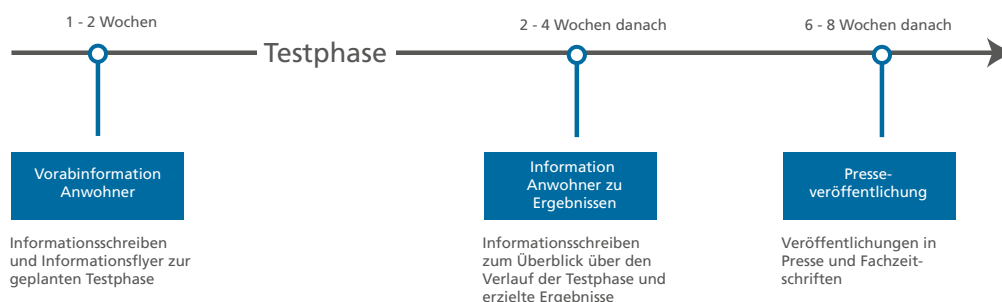 1 - 2 Wochen
2 - 4 Wochen danach
6 - 8 Wochen danach
Testphase
Vorabinformation
Anwohner
Information
Anwohner zu
Ergebnissen
Presse-
veröffentlichung
Informationsschreiben
und Informationsflyer zur
geplanten Testphase
Informationsschreiben
zum Überblick über den
Verlauf der Testphase und
erzielte Ergebnisse
Veröffentlichungen in
Presse und Fachzeit-
schriften